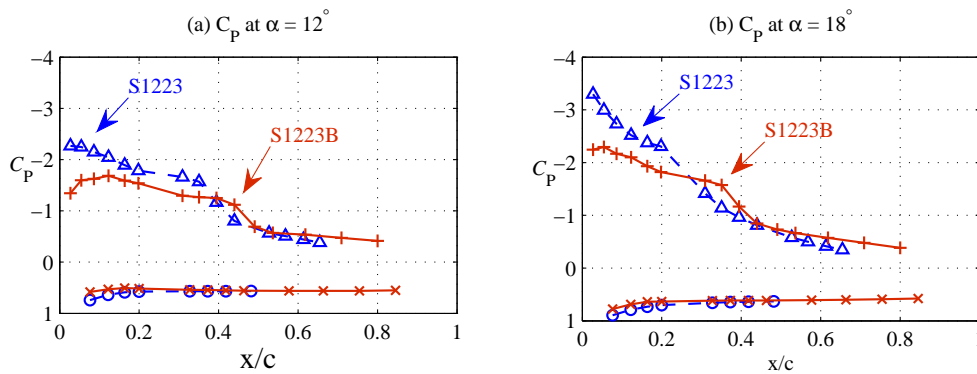 (a) C_P at α = 12°
−4
−3
−2
−1
0
1
C_P
S1223
S1223B
0 0.2 0.4 0.6 0.8 1
x/c
(b) C_P at α = 18°
−4
−3
−2
−1
0
1
C_P
S1223
S1223B
0 0.2 0.4 0.6 0.8 1
x/c